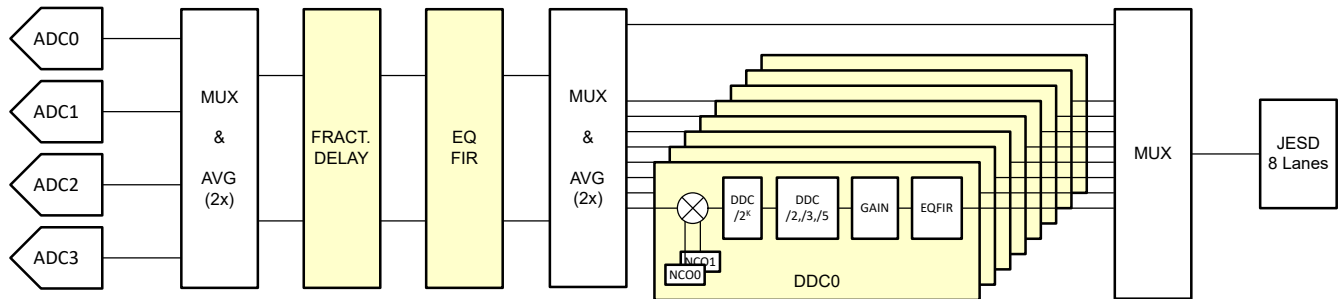 ADC0
ADC1
ADC2
ADC3
MUX
&
AVG
(2x)
FRACT.
DELAY
EQ
FIR
MUX
&
AVG
(2x)
DDC
/2ᴷ
DDC
/2,/3,/5
GAIN
EQFIR
NCO1
NCO0
DDC0
MUX
JESD
8 Lanes